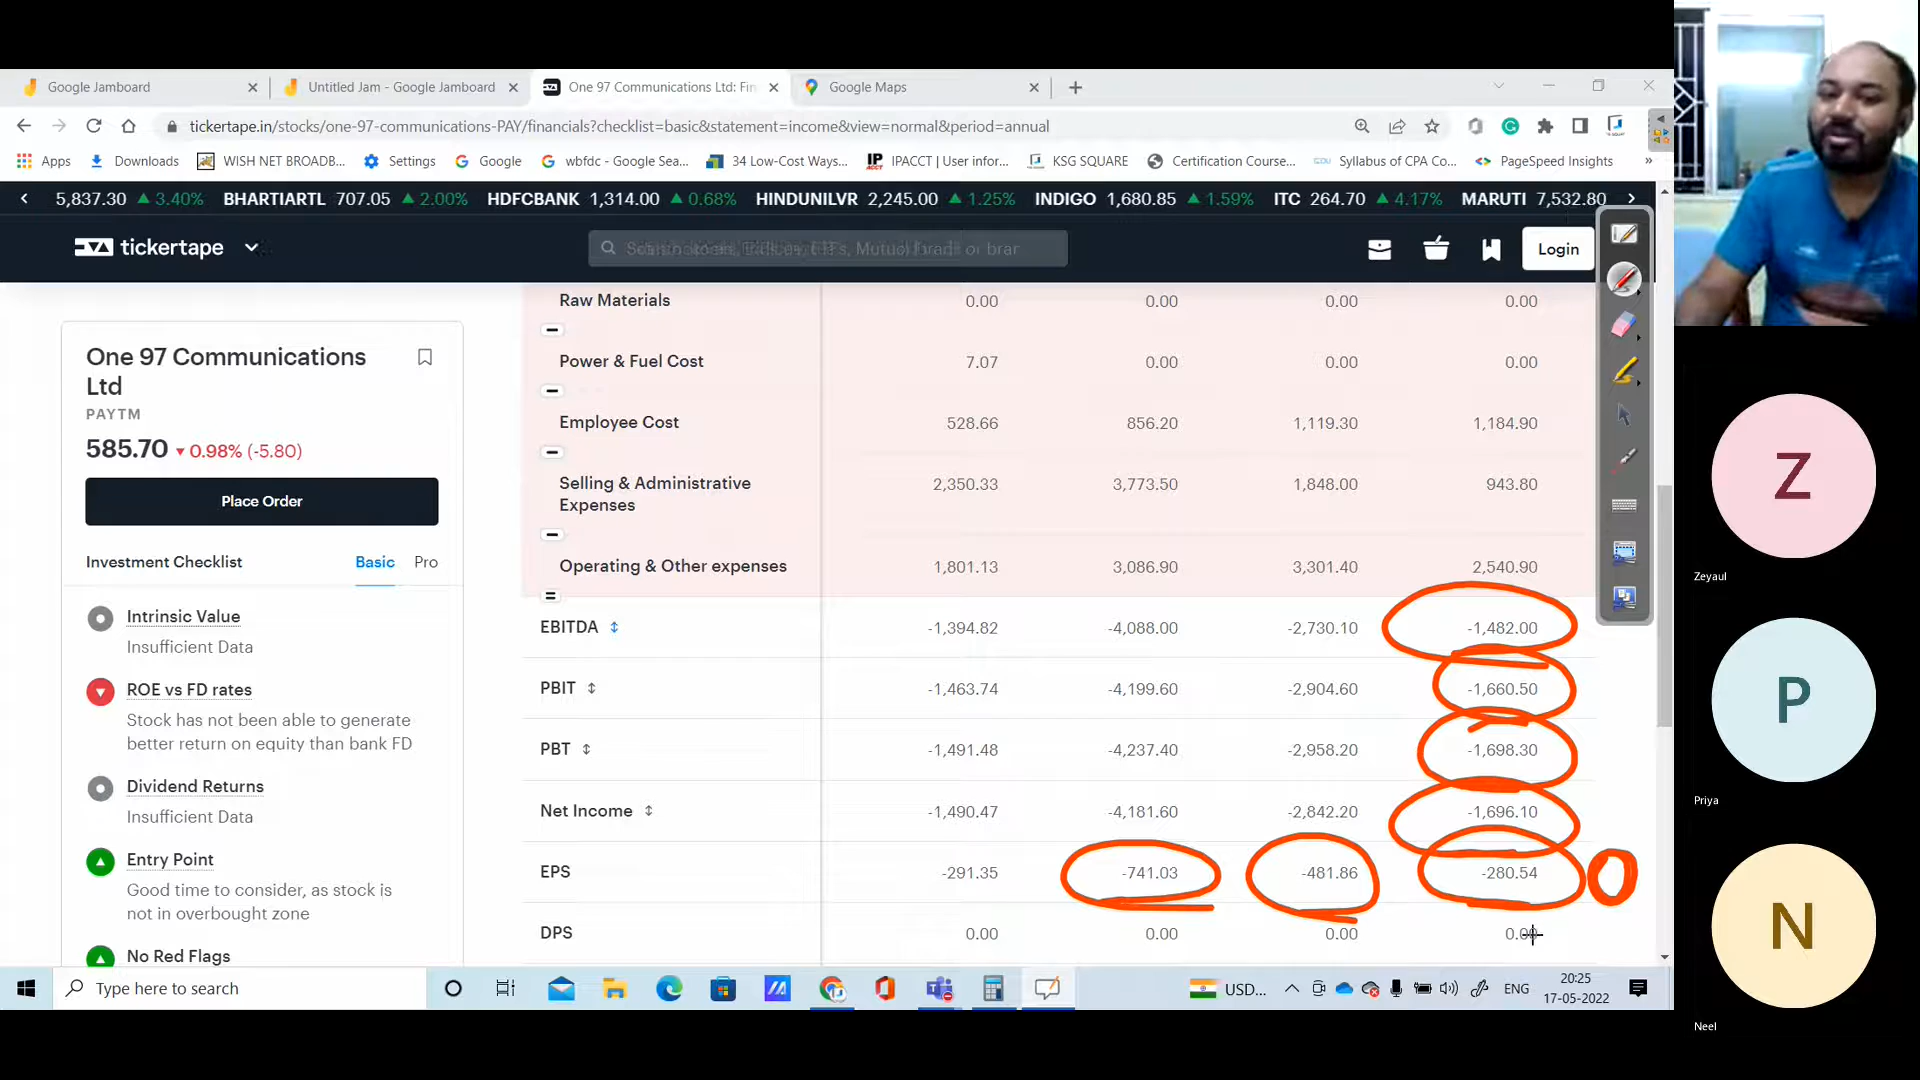 Google Jamboard
Untitled Jam - Google Jamboard
One 97 Communications Ltd: Fin
Google Maps
tickertape.in/stocks/one-97-communications-PAY/financials?checklist=basic&statement=income&view=normal&period=annual
Apps
Downloads
WISH NET BROADB...
Settings
Google
wbfdc - Google Sea...
34 Low-Cost Ways...
IPACCT | User infor...
KSG SQUARE
Certification Course...
Syllabus of CPA Co...
PageSpeed Insights
»
5,837.30 ▲ 3.40% BHARTIARTL 707.05 ▲ 2.00% HDFCBANK 1,314.00 ▲ 0.68% HINDUNILVR 2,245.00 ▲ 1.25% INDIGO 1,680.85 ▲ 1.59% ITC 264.70 ▲ 4.17% MARUTI 7,532.80
tickertape
Login
One 97 Communications
Ltd
PAYTM
585.70 ▼ 0.98% (-5.80)
Place Order
Investment Checklist Basic Pro
Intrinsic Value
Insufficient Data
ROE vs FD rates
Stock has not been able to generate
better return on equity than bank FD
Dividend Returns
Insufficient Data
Entry Point
Good time to consider, as stock is
not in overbought zone
No Red Flags
Raw Materials 0.00 0.00 0.00 0.00
Power & Fuel Cost 7.07 0.00 0.00 0.00
Employee Cost 528.66 856.20 1,119.30 1,184.90
Selling & Administrative
Expenses 2,350.33 3,773.50 1,848.00 943.80
Operating & Other expenses 1,801.13 3,086.90 3,301.40 2,540.90
EBITDA -1,394.82 -4,088.00 -2,730.10 -1,482.00
PBIT -1,463.74 -4,199.60 -2,904.60 -1,660.50
PBT -1,491.48 -4,237.40 -2,958.20 -1,698.30
Net Income -1,490.47 -4,181.60 -2,842.20 -1,696.10
EPS -291.35 -741.03 -481.86 -280.54
DPS 0.00 0.00 0.00 0.00
Type here to search
USD...
ENG
20:25
17-05-2022
Z
Zeyaul
P
Priya
N
Neel